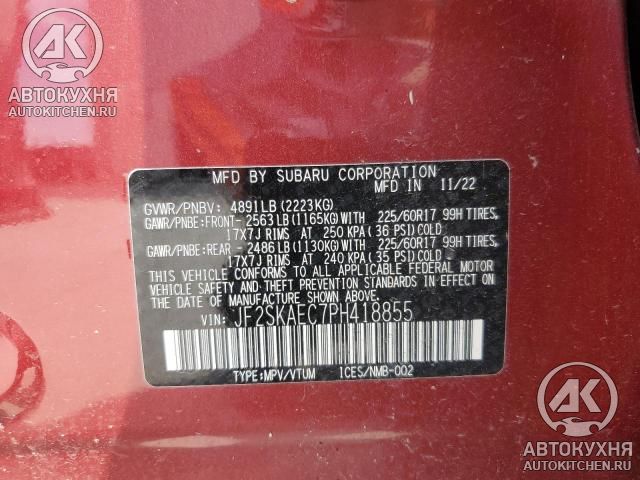 АК
АВТОКУХНЯ
AUTOKITCHEN.RU
MFD BY SUBARU CORPORATION
MFD IN 11/22
GVWR/PNBV: 4891LB (2223KG)
GAWR/PNBE:FRONT- 2563LB(1165KG)WITH 225/60R17 99H TIRES,
17X7J RIMS AT 250 KPA (36 PSI)COLD
GAWR/PNBE:REAR -2486LB(1130KG)WITH 225/60R17 99H TIRES,
17X7J RIMS AT 240 KPA(35 PSI)COLD
THIS VEHICLE CONFORMS TO ALL APPLICABLE FEDERAL MOTOR
VEHICLE SAFETY AND THEFT PREVENTION STANDARDS IN EFFECT
ON THE DATE OF MANUFACTURE SHOWN ABOVE.
VIN: JF2SKAEC7PH418855
TYPE:MPV/VTUM 1CES/NMB-002
АК
АВТОКУХНЯ
AUTOKITCHEN.RU